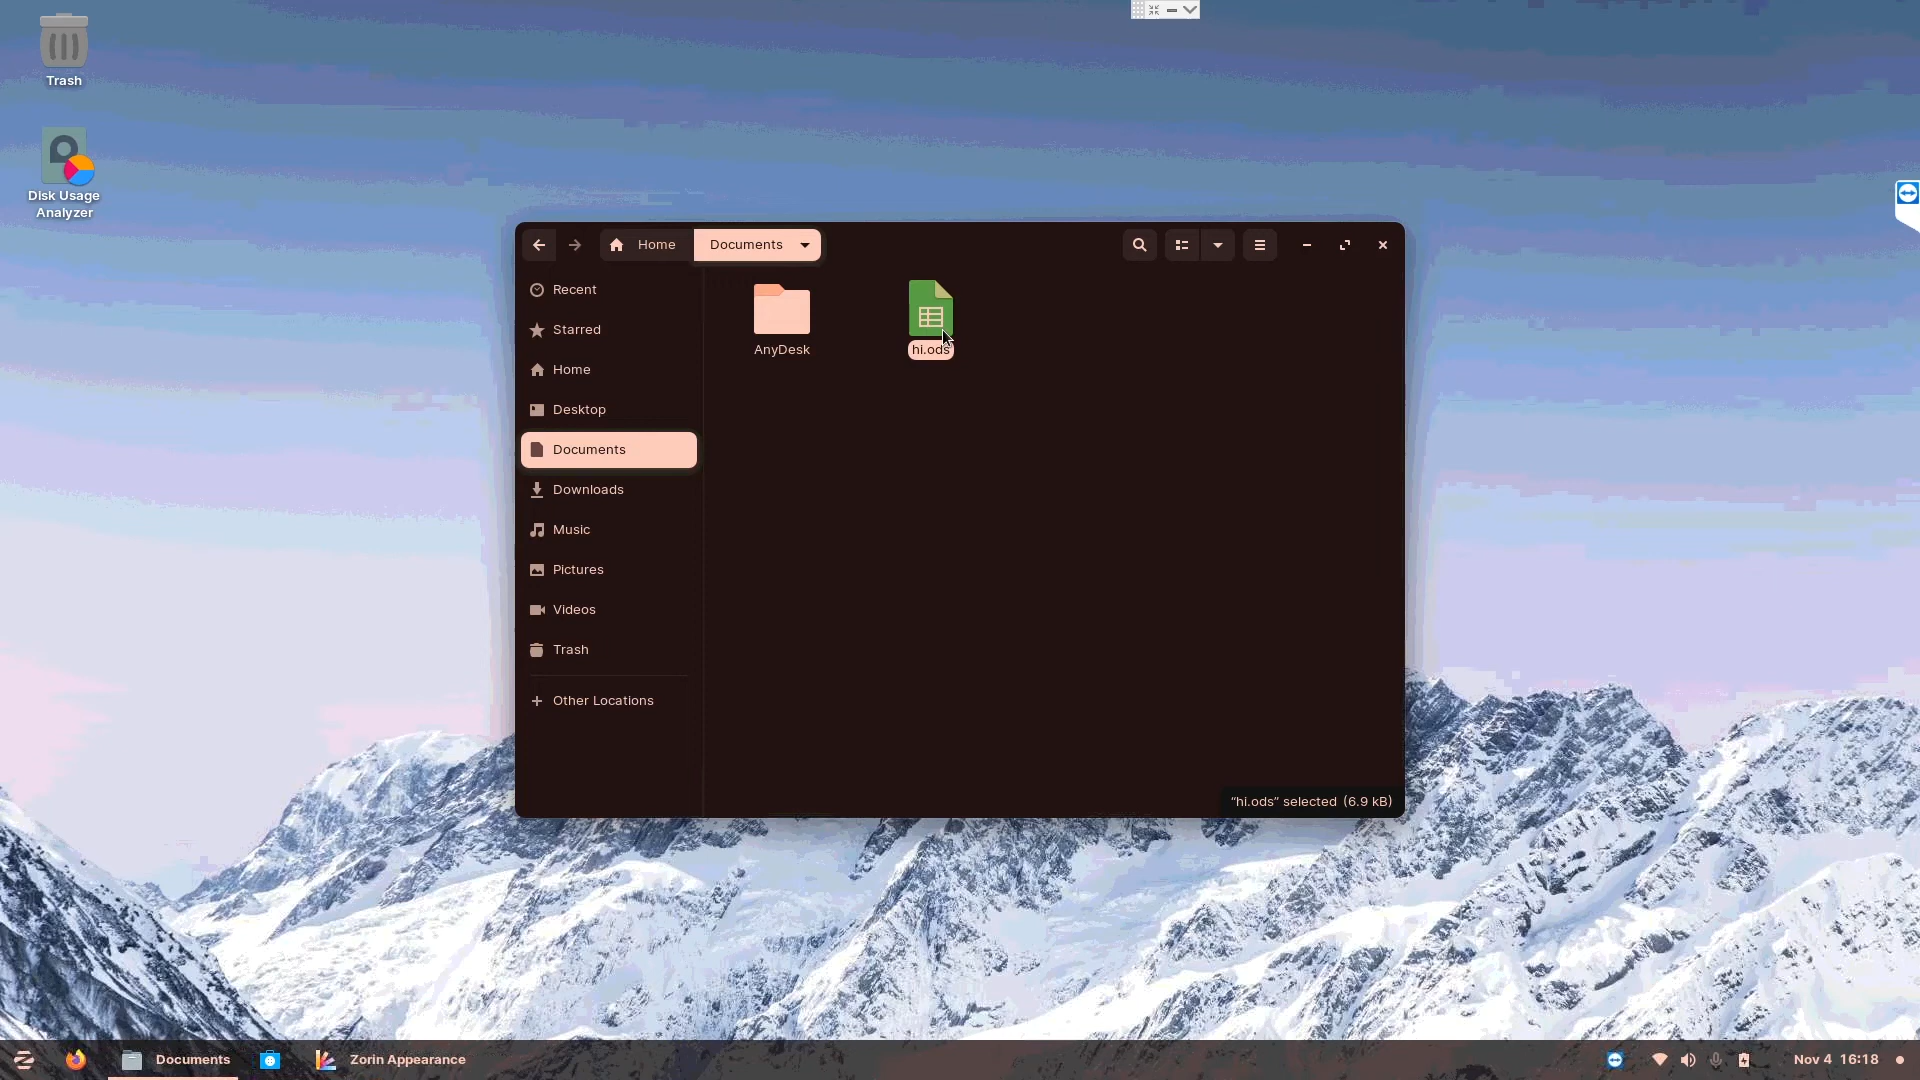 Trash
Disk Usage
Analyzer
Home
Documents
Recent
Starred
Home
Desktop
Documents
Downloads
Music
Pictures
Videos
Trash
Other Locations
AnyDesk
hi.ods
“hi.ods” selected (6.9 kB)
Documents
Zorin Appearance
Nov 4 16:18